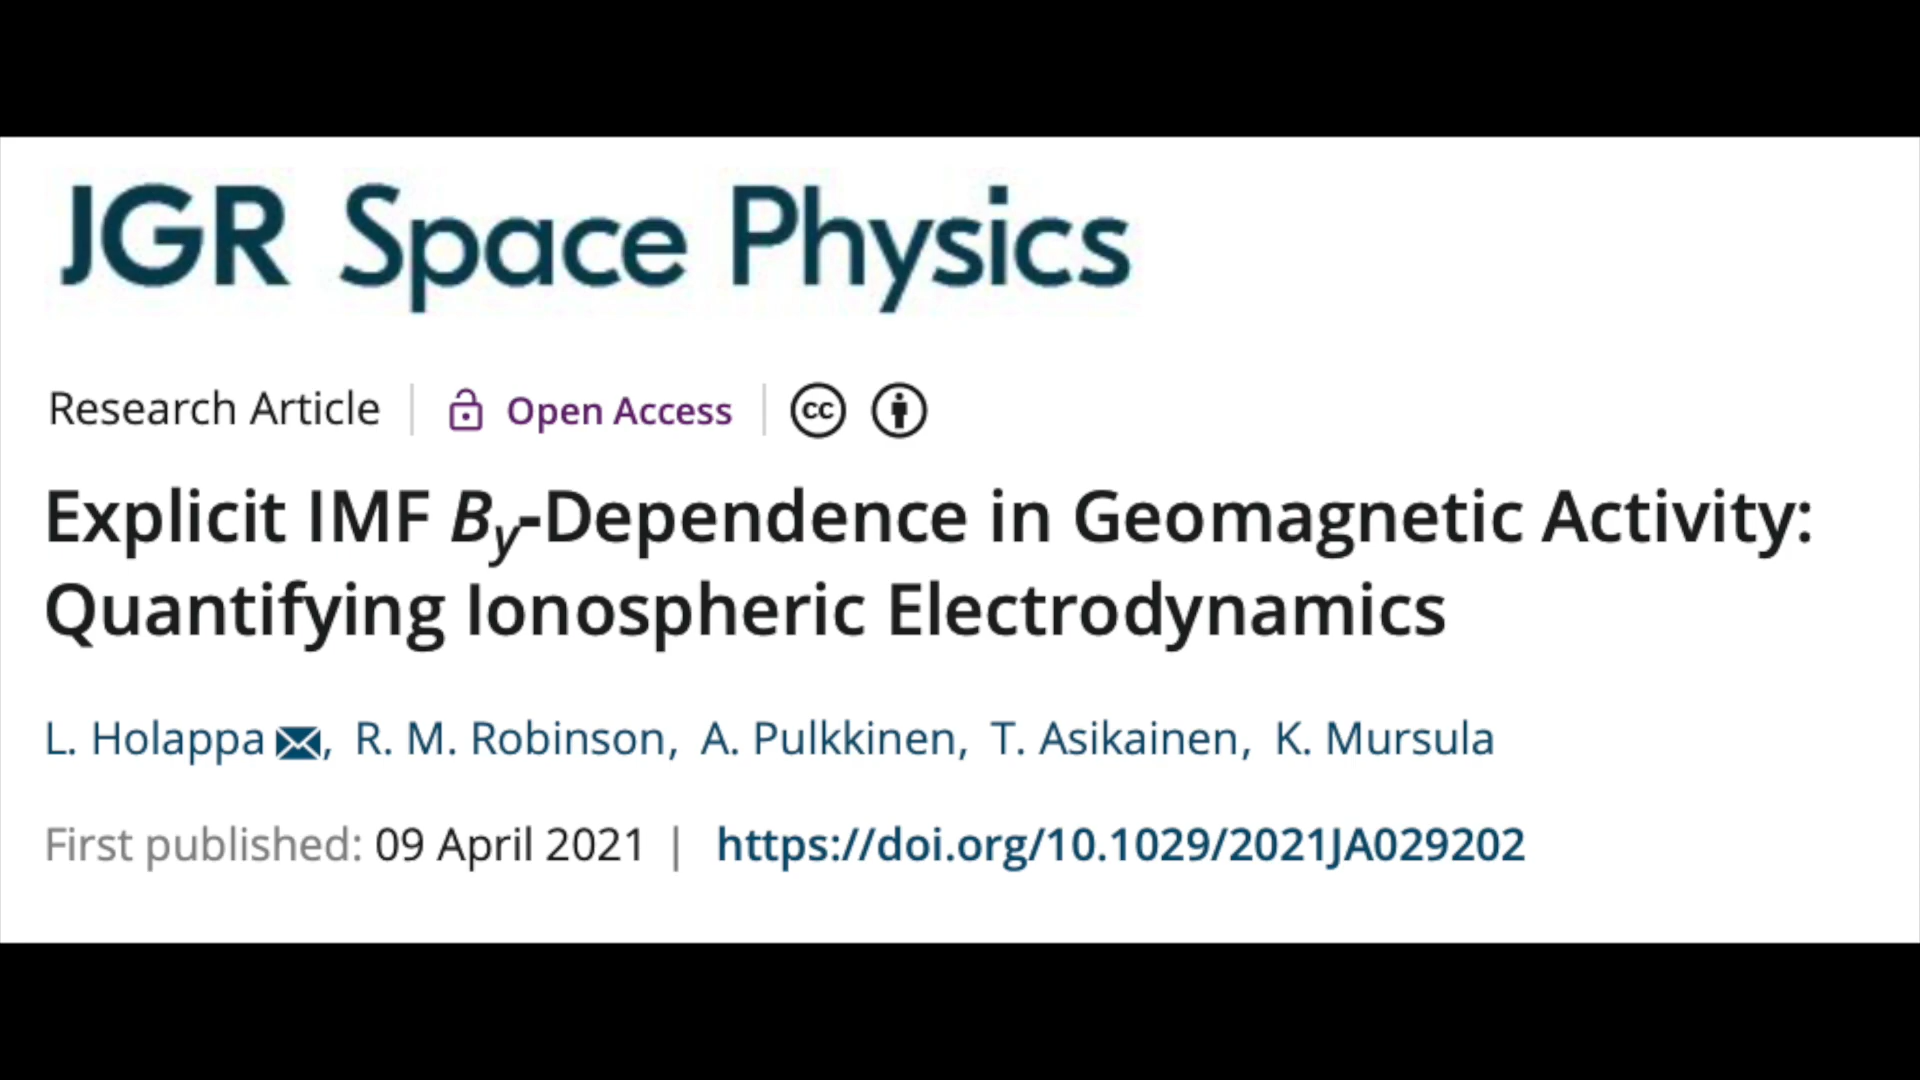 JGR Space Physics
Research Article | Open Access | cc
Explicit IMF By-Dependence in Geomagnetic Activity:
Quantifying Ionospheric Electrodynamics
L. Holappa, R. M. Robinson, A. Pulkkinen, T. Asikainen, K. Mursula
First published: 09 April 2021 | https://doi.org/10.1029/2021JA029202